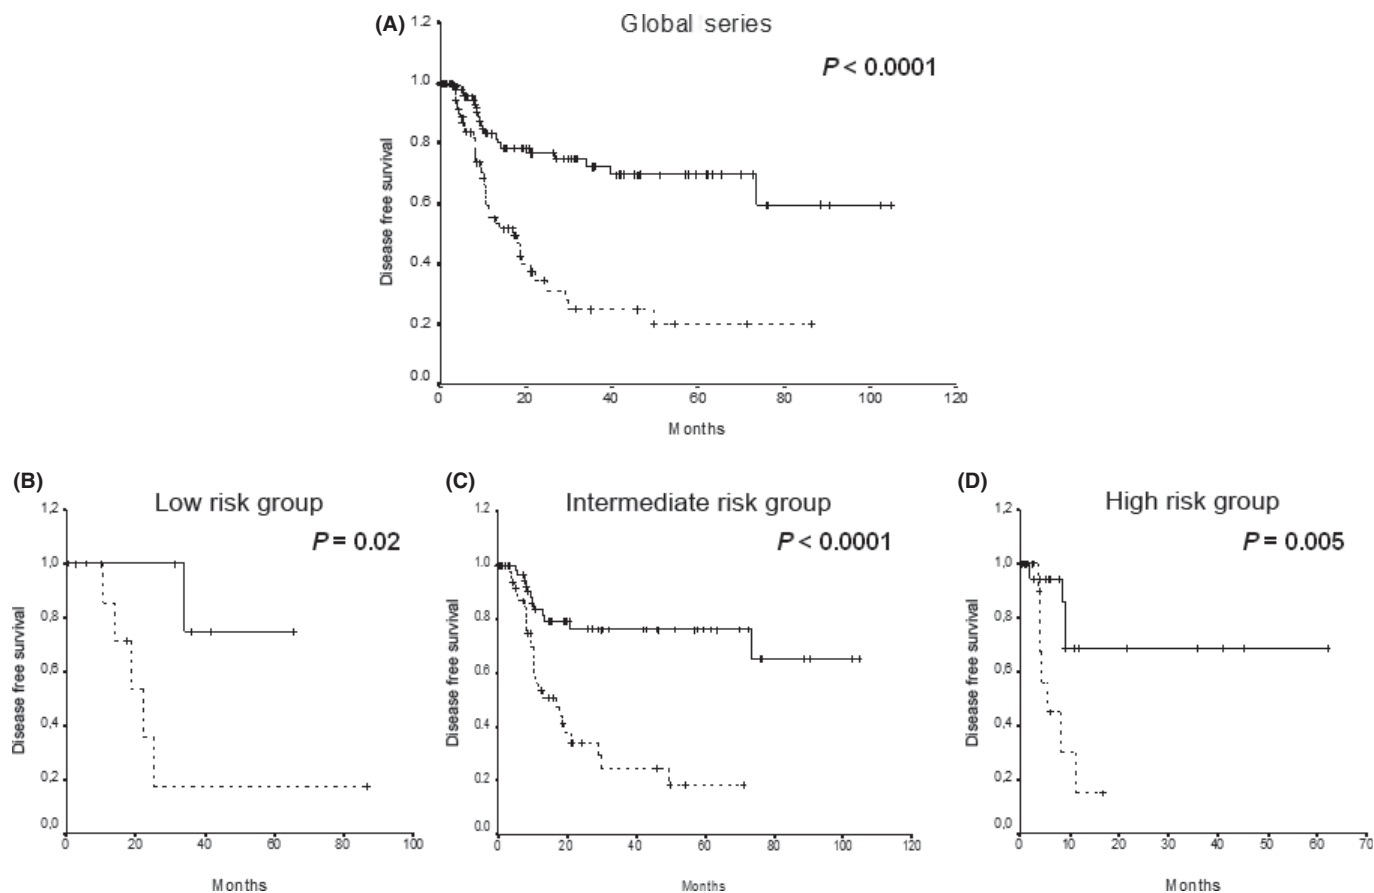 (A) Global series
P < 0.0001
1.2
1.0
0.8
0.6
0.4
0.2
0.0
Disease free survival
0 20 40 60 80 100 120
Months
(B) Low risk group
P = 0.02
1,2
1,0
0,8
0,6
0,4
0,2
0,0
Disease free survival
0 20 40 60 80 100
Months
(C) Intermediate risk group
P < 0.0001
1.2
1.0
0.8
0.6
0.4
0.2
0.0
Disease free survival
0 20 40 60 80 100 120
Months
(D) High risk group
P = 0.005
1,2
1,0
0,8
0,6
0,4
0,2
0,0
Disease free survival
0 10 20 30 40 50 60 70
Months